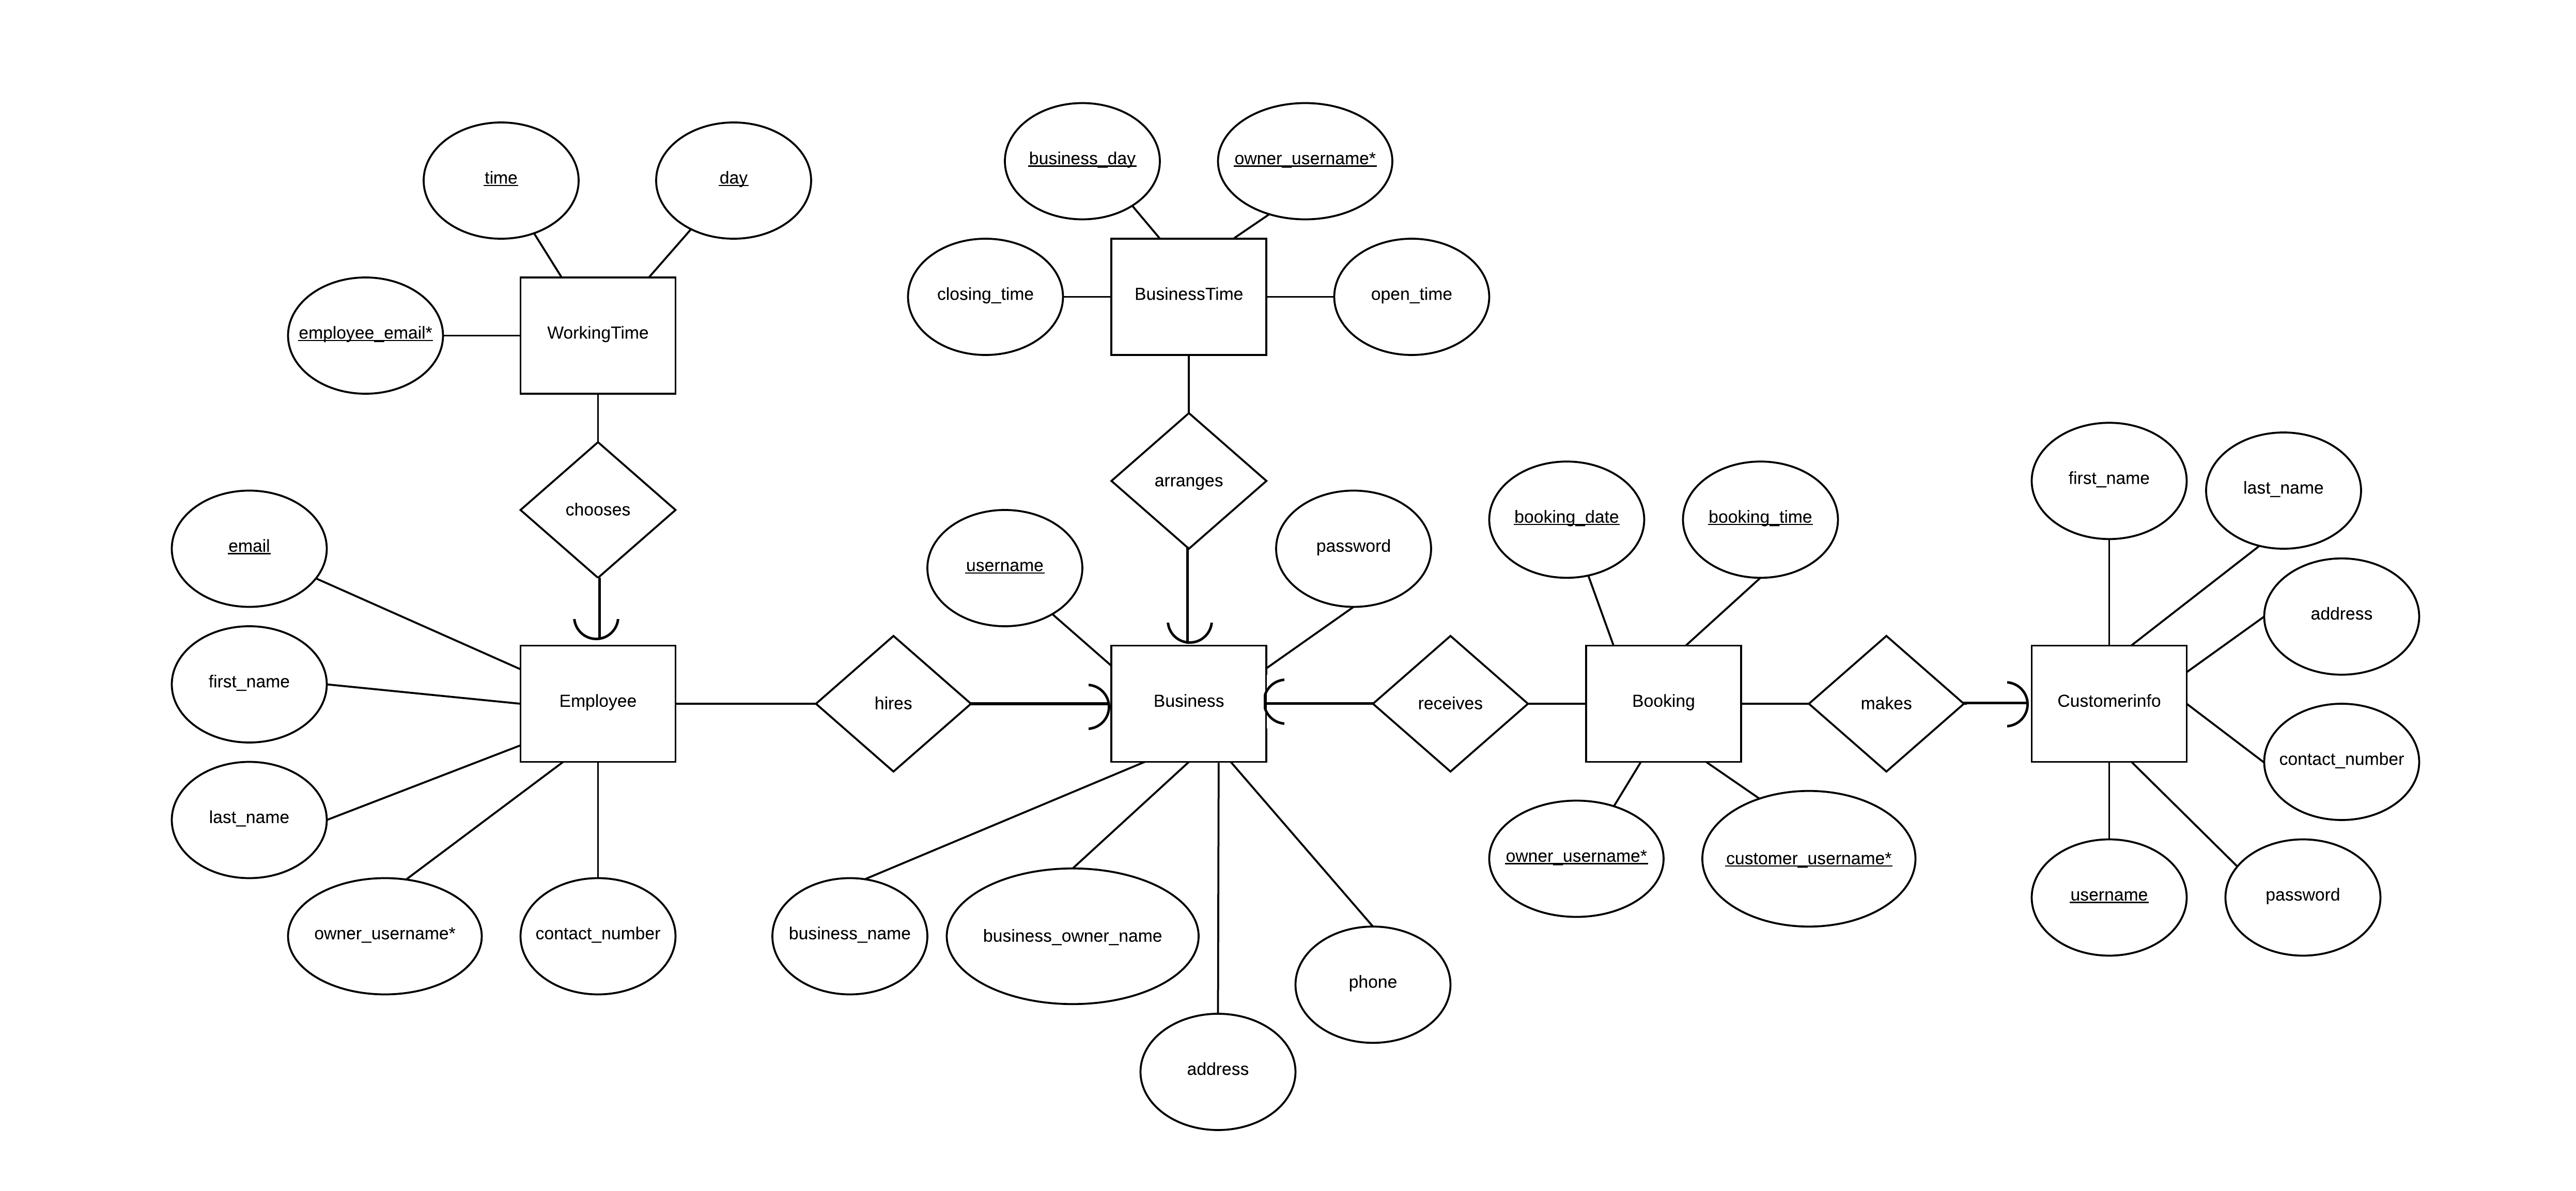 business_day
owner_username*
time
day
closing_time
BusinessTime
open_time
employee_email*
WorkingTime
first_name
last_name
arranges
chooses
booking_date
booking_time
email
password
username
address
first_name
Employee
hires
Business
receives
Booking
makes
Customerinfo
contact_number
last_name
owner_username*
customer_username*
username
password
owner_username*
contact_number
business_name
business_owner_name
phone
address